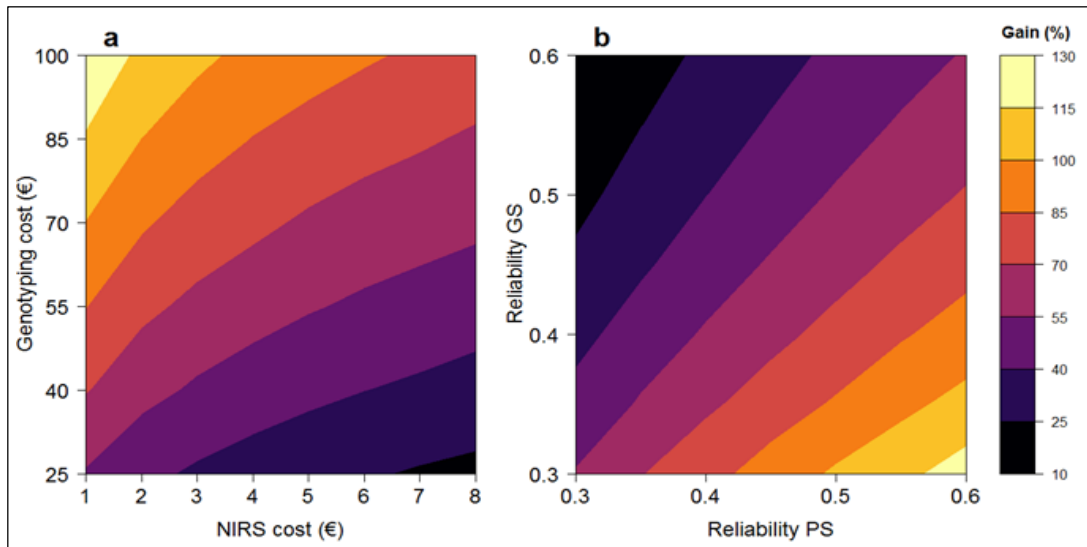 a
Genotyping cost (€)
100
85
70
55
40
25
1 2 3 4 5 6 7 8
NIRS cost (€)
b
Reliability GS
0.6
0.5
0.4
0.3
0.3 0.4 0.5 0.6
Reliability PS
Gain (%)
130
115
100
85
70
55
40
25
10